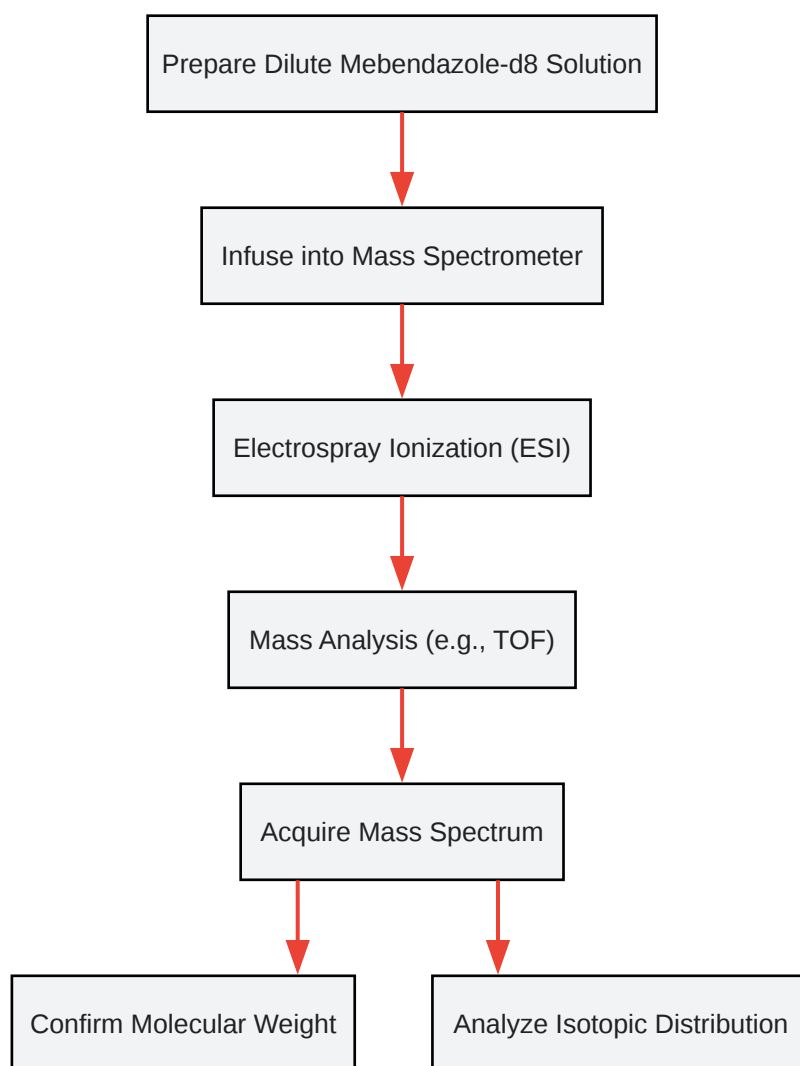 Prepare Dilute Mebendazole-d8 Solution
Infuse into Mass Spectrometer
Electrospray Ionization (ESI)
Mass Analysis (e.g., TOF)
Acquire Mass Spectrum
Confirm Molecular Weight
Analyze Isotopic Distribution